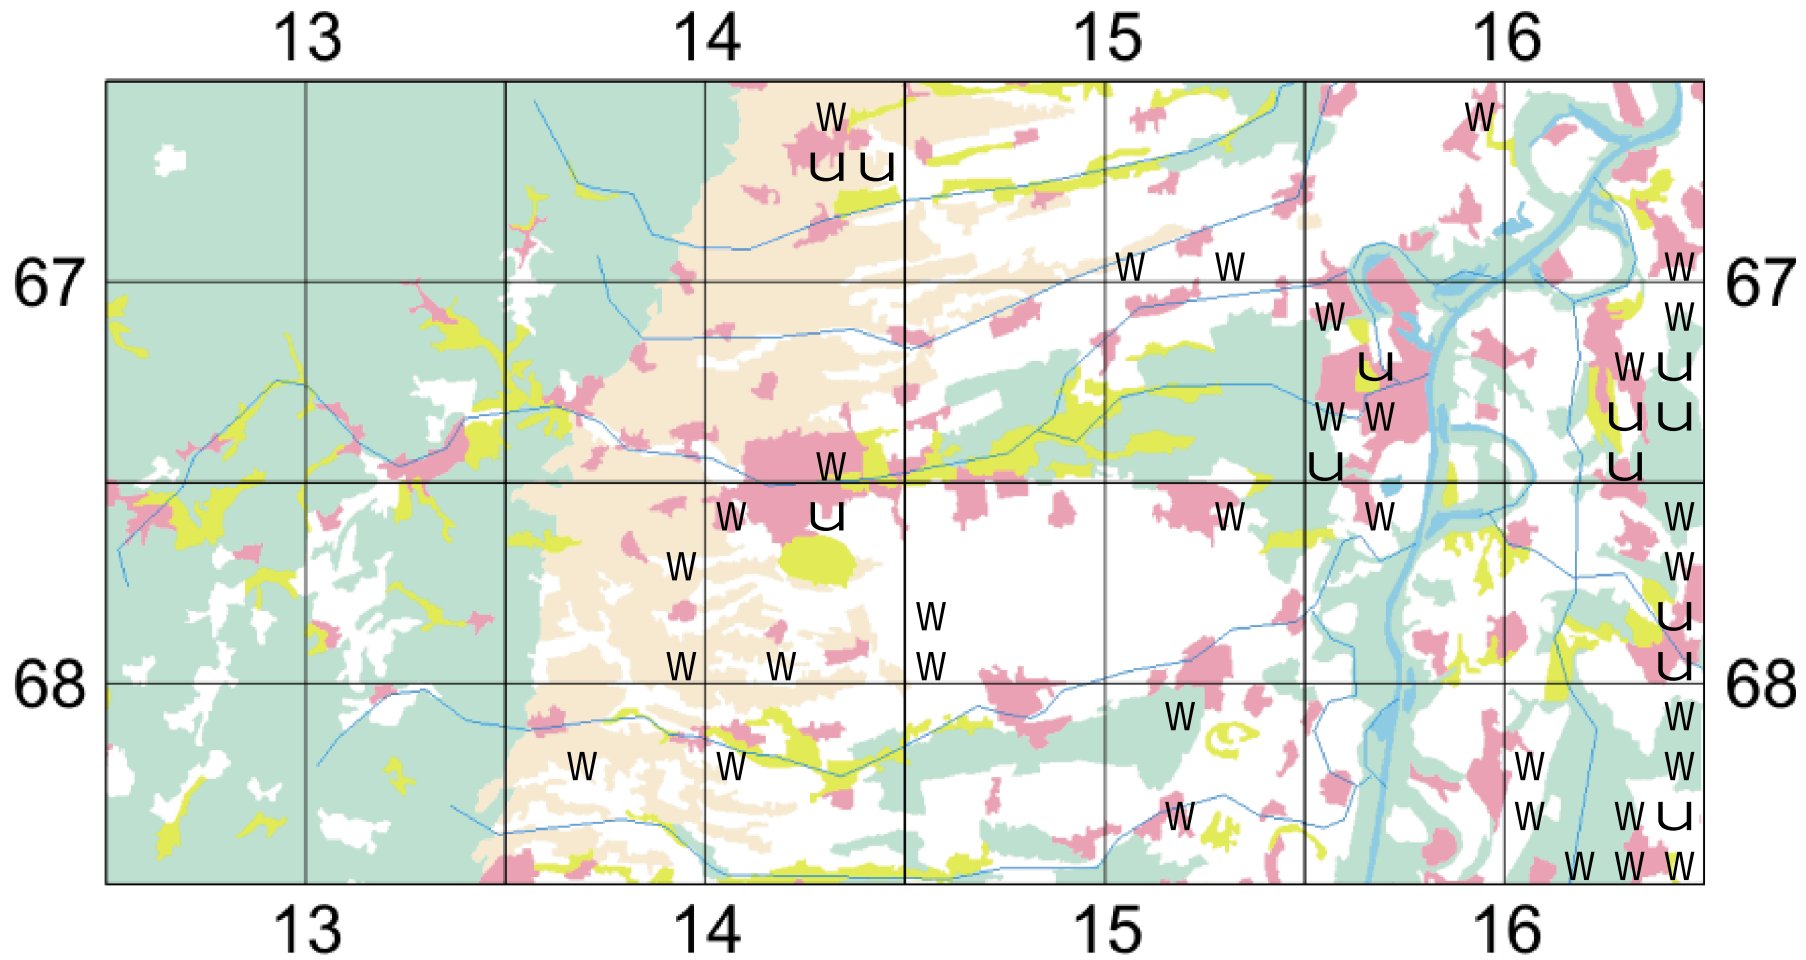 13 14 15 16
W W
u u
67 W W W 67
W W
u W u
W W u u
W u u
W u W W W
W W
W u
68 W W W u 68
W W
W W W W
W W W u
W W W
13 14 15 16